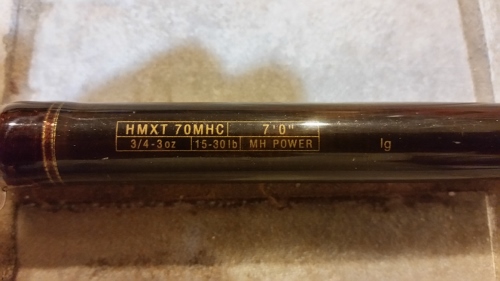 HMXT 70MHC 7'0"
3/4-3oz 15-30lb MH POWER lg